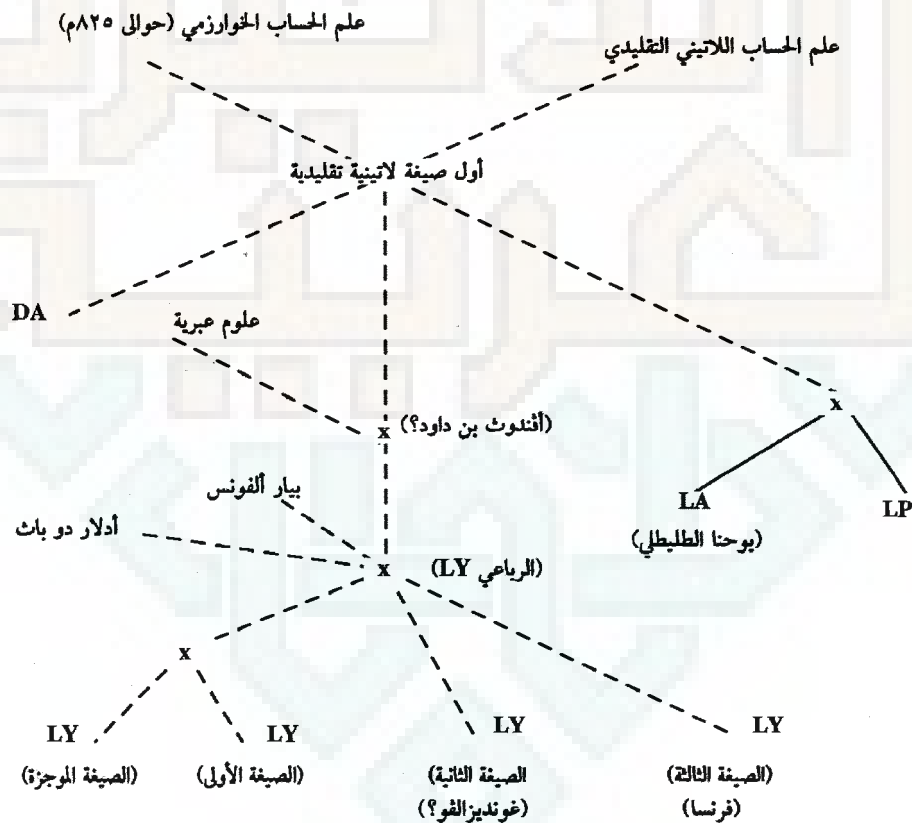 علم الحساب الخوارزمي (حوالى ٨٢٥م)
علم الحساب اللاتيني التقليدي
أول صيغة لاتينية تقليدية
DA
علوم عبرية
x
x (أڤندوث بن داود؟)
LA
LP
(يوحنا الطليطلي)
بيار ألفونس
أدلار دو باث
x (الرباعي LY)
x
LY
LY
LY
LY
(الصيغة الثالثة)
(فرنسا)
(الصيغة الثانية
(غونديزالڤو؟)
(الصيغة الأولى)
(الصيغة الموجزة)